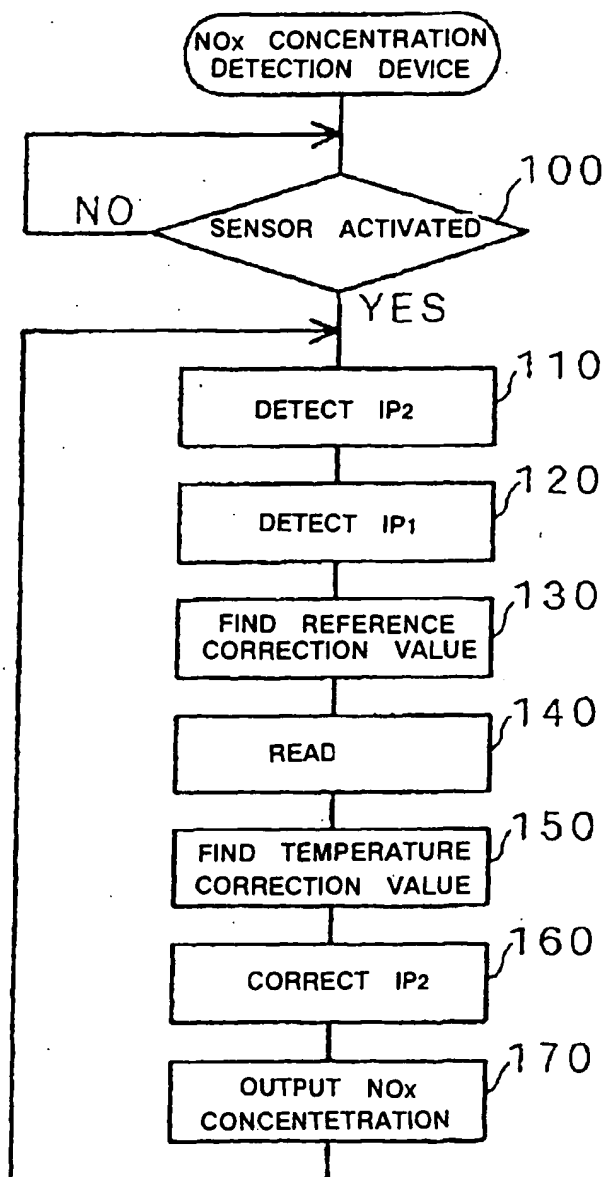 NOx CONCENTRATION
DETECTION DEVICE
100
SENSOR ACTIVATED
NO
YES
110
DETECT IP2
120
DETECT IP1
130
FIND REFERENCE
CORRECTION VALUE
140
READ
150
FIND TEMPERATURE
CORRECTION VALUE
160
CORRECT IP2
170
OUTPUT NOx
CONCENTETRATION